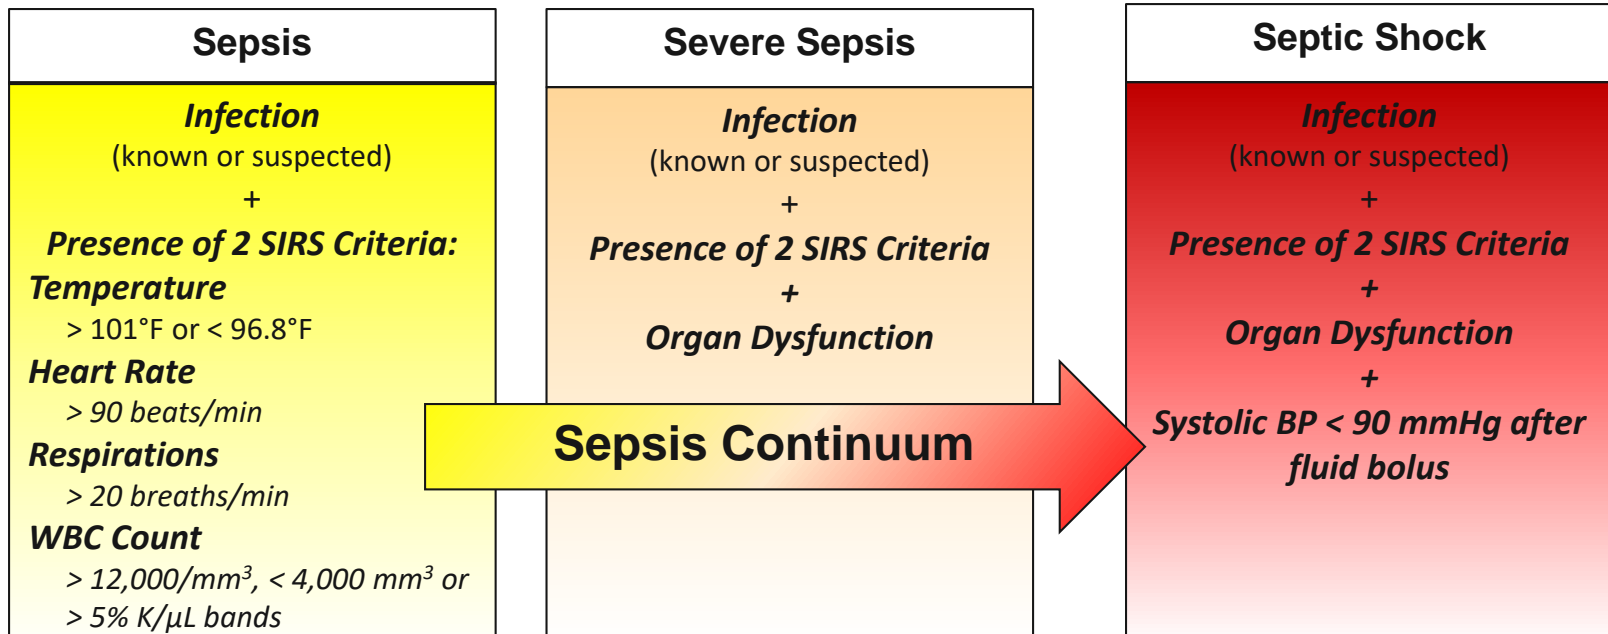 Sepsis
Infection
(known or suspected)
+
Presence of 2 SIRS Criteria:
Temperature
> 101°F or < 96.8°F
Heart Rate
> 90 beats/min
Respirations
> 20 breaths/min
WBC Count
> 12,000/mm³, < 4,000 mm³ or
> 5% K/µL bands
Severe Sepsis
Infection
(known or suspected)
+
Presence of 2 SIRS Criteria
+
Organ Dysfunction
Sepsis Continuum
Septic Shock
Infection
(known or suspected)
+
Presence of 2 SIRS Criteria
+
Organ Dysfunction
+
Systolic BP < 90 mmHg after
fluid bolus